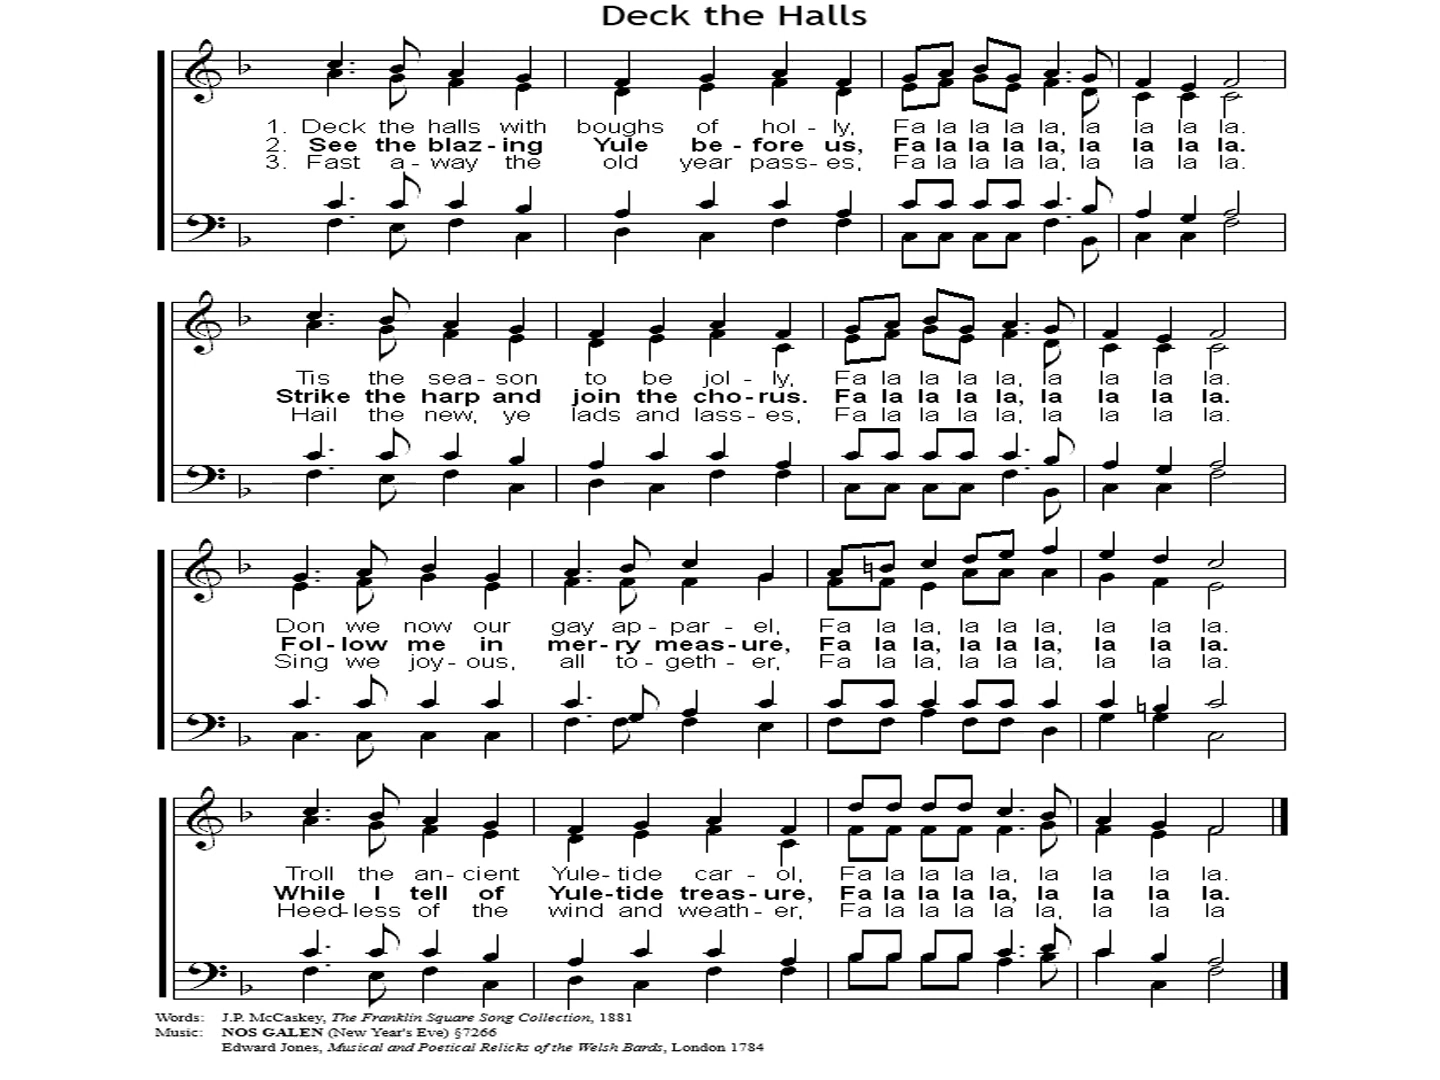 Deck the Halls
1. Deck the halls with boughs of hol - ly, Fa la la la la, la la la la.
2. See the blaz - ing Yule be - fore us, Fa la la la la, la la la la.
3. Fast a - way the old year pass - es, Fa la la la la, la la la la.
Tis the sea - son to be jol - ly, Fa la la la la, la la la la.
Strike the harp and join the cho - rus. Fa la la la la, la la la la.
Hail the new, ye lads and lass - es, Fa la la la la, la la la la.
Don we now our gay ap - par - el, Fa la la, la la la, la la la.
Fol - low me in mer - ry meas - ure, Fa la la, la la la, la la la.
Sing we joy - ous, all to - geth - er, Fa la la, la la la, la la la.
Troll the an - cient Yule - tide car - ol, Fa la la la la, la la la la.
While I tell of Yule - tide treas - ure, Fa la la la la, la la la la.
Heed - less of the wind and weath - er, Fa la la la la, la la la la
Words: J.P. McCaskey, The Franklin Square Song Collection, 1881
Music: NOS GALEN (New Year's Eve) §7266
Edward Jones, Musical and Poetical Relicks of the Welsh Bards, London 1784